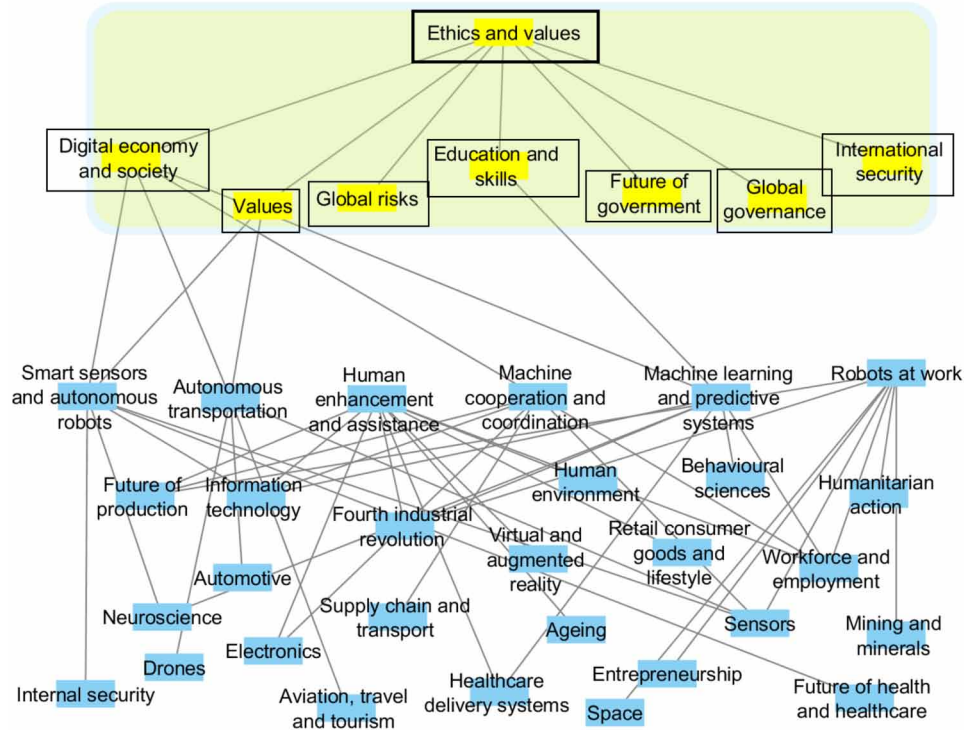 Ethics and values
Digital economy
and society
Values
Global risks
Education and
skills
Future of
government
Global
governance
International
security
Smart sensors
and autonomous
robots
Autonomous
transportation
Human
enhancement
and assistance
Machine
cooperation and
coordination
Machine learning
and predictive
systems
Robots at work
Future of
production
Information
technology
Fourth industrial
revolution
Human
environment
Behavioural
sciences
Humanitarian
action
Virtual and
augmented
reality
Retail consumer
goods and
lifestyle
Workforce and
employment
Automotive
Neuroscience
Supply chain and
transport
Ageing
Sensors
Mining and
minerals
Drones
Electronics
Internal security
Aviation, travel
and tourism
Healthcare
delivery systems
Entrepreneurship
Space
Future of health
and healthcare